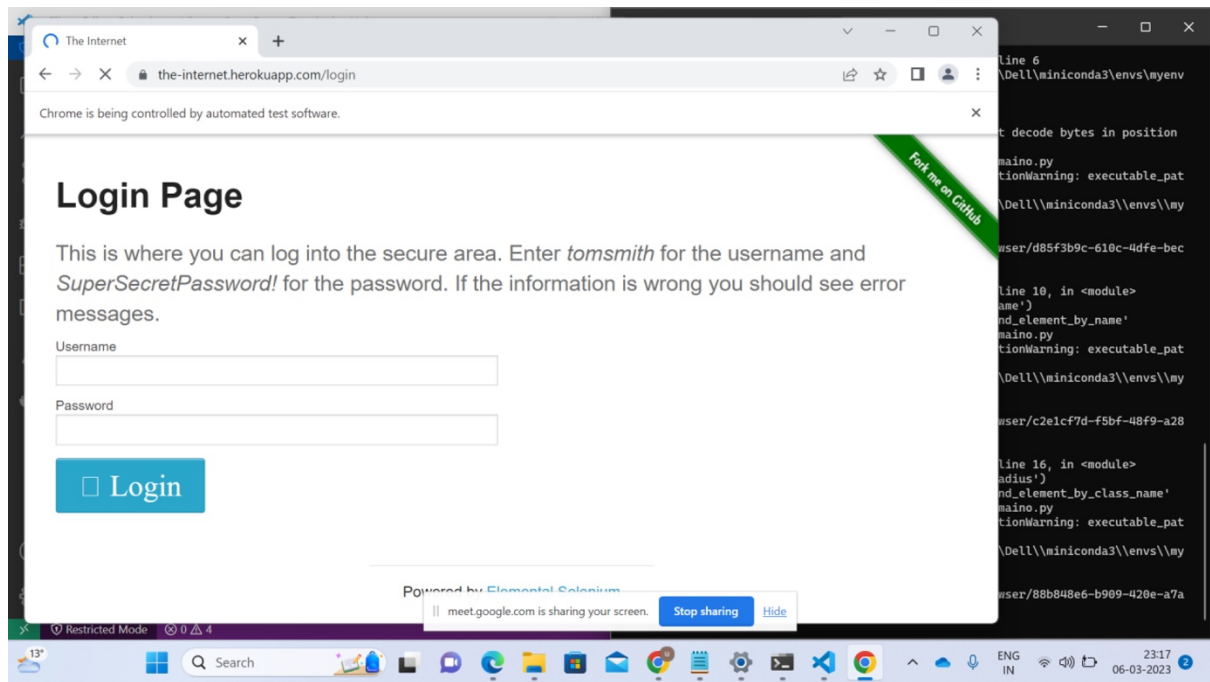 The Internet
the-internet.herokuapp.com/login
Chrome is being controlled by automated test software.
Fork me on GitHub
Login Page
This is where you can log into the secure area. Enter tomsmith for the username and
SuperSecretPassword! for the password. If the information is wrong you should see error
messages.
Username
Password
Login
Powered by Elemental Selenium
meet.google.com is sharing your screen. Stop sharing Hide
line 6
\Dell\miniconda3\envs\myenv
t decode bytes in position
maino.py
tionWarning: executable_pat
\Dell\\miniconda3\\envs\\my
wser/d85f3b9c-610c-4dfe-bec
line 10, in <module>
ame')
nd_element_by_name'
maino.py
tionWarning: executable_pat
\Dell\\miniconda3\\envs\\my
wser/c2e1cf7d-f5bf-48f9-a28
line 16, in <module>
adius')
nd_element_by_class_name'
maino.py
tionWarning: executable_pat
\Dell\\miniconda3\\envs\\my
wser/88b848e6-b909-420e-a7a
Restricted Mode 0 4
13°
Search
ENG
IN
23:17
06-03-2023
2